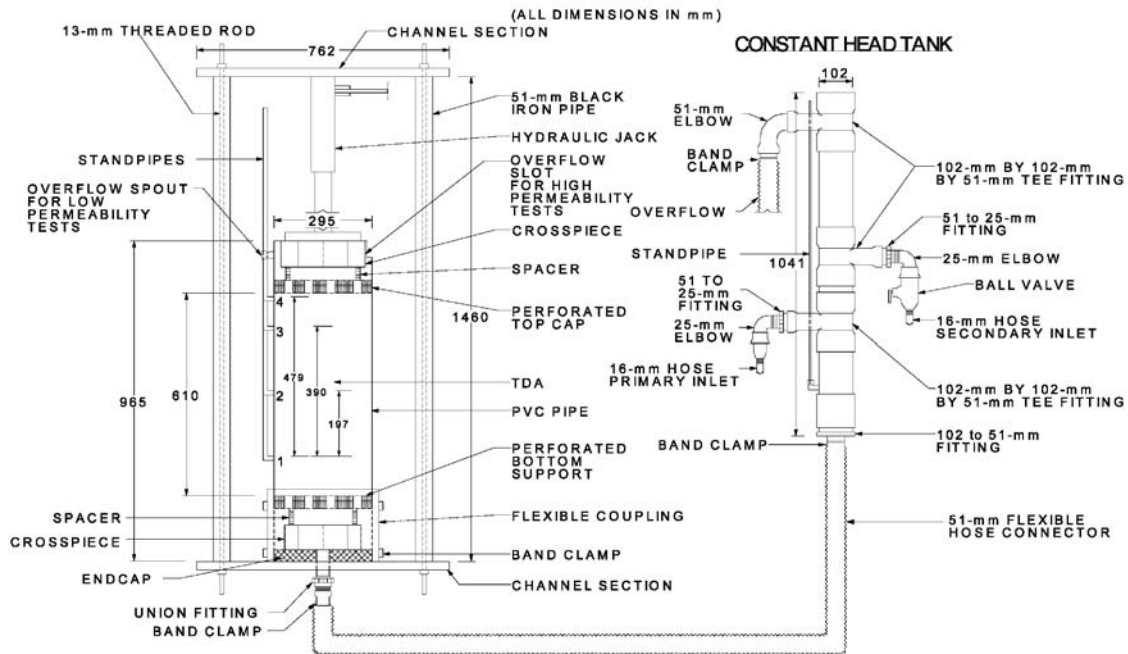 (ALL DIMENSIONS IN mm)
13-mm THREADED ROD
762
CHANNEL SECTION
CONSTANT HEAD TANK
102
51-mm BLACK
IRON PIPE
HYDRAULIC JACK
STANDPIPES
OVERFLOW
SLOT
FOR HIGH
PERMEABILITY
TESTS
OVERFLOW SPOUT
FOR LOW
PERMEABILITY
TESTS
295
CROSSPIECE
SPACER
PERFORATED
TOP CAP
4
3
2
1
479
390
197
1460
965
610
TDA
PVC PIPE
PERFORATED
BOTTOM
SUPPORT
SPACER
CROSSPIECE
FLEXIBLE COUPLING
ENDCAP
BAND CLAMP
CHANNEL SECTION
UNION FITTING
BAND CLAMP
51-mm
ELBOW
BAND
CLAMP
OVERFLOW
102-mm BY 102-mm
BY 51-mm TEE FITTING
51 to 25-mm
FITTING
STANDPIPE
1041
25-mm ELBOW
51 TO
25-mm
FITTING
BALL VALVE
25-mm
ELBOW
16-mm HOSE
SECONDARY INLET
16-mm HOSE
PRIMARY INLET
102-mm BY 102-mm
BY 51-mm TEE FITTING
BAND CLAMP
102 to 51-mm
FITTING
51-mm FLEXIBLE
HOSE CONNECTOR